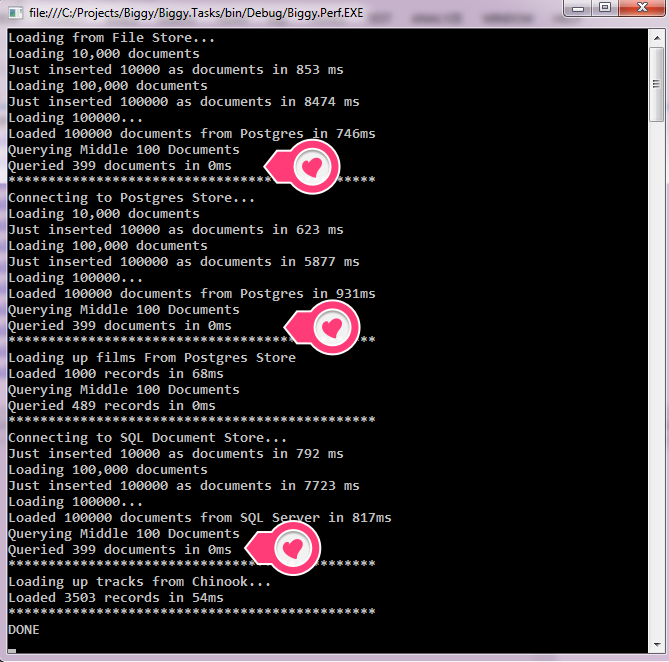 file:///C:/Projects/Biggy/Biggy.Tasks/bin/Debug/Biggy.Perf.EXE
Loading from File Store...
Loading 10,000 documents
Just inserted 10000 as documents in 853 ms
Loading 100,000 documents
Just inserted 100000 as documents in 8474 ms
Loading 100000...
Loaded 100000 documents from Postgres in 746ms
Querying Middle 100 Documents
Queried 399 documents in 0ms
**********************************************
Connecting to Postgres Store...
Loading 10,000 documents
Just inserted 10000 as documents in 623 ms
Loading 100,000 documents
Just inserted 100000 as documents in 5877 ms
Loading 100000...
Loaded 100000 documents from Postgres in 931ms
Querying Middle 100 Documents
Queried 399 documents in 0ms
**********************************************
Loading up films From Postgres Store
Loaded 1000 records in 68ms
Querying Middle 100 Documents
Queried 489 records in 0ms
**********************************************
Connecting to SQL Document Store...
Just inserted 10000 as documents in 792 ms
Loading 100,000 documents
Just inserted 100000 as documents in 7723 ms
Loading 100000...
Loaded 100000 documents from SQL Server in 817ms
Querying Middle 100 Documents
Queried 399 documents in 0ms
**********************************************
Loading up tracks from Chinook...
Loaded 3503 records in 54ms
**********************************************
DONE